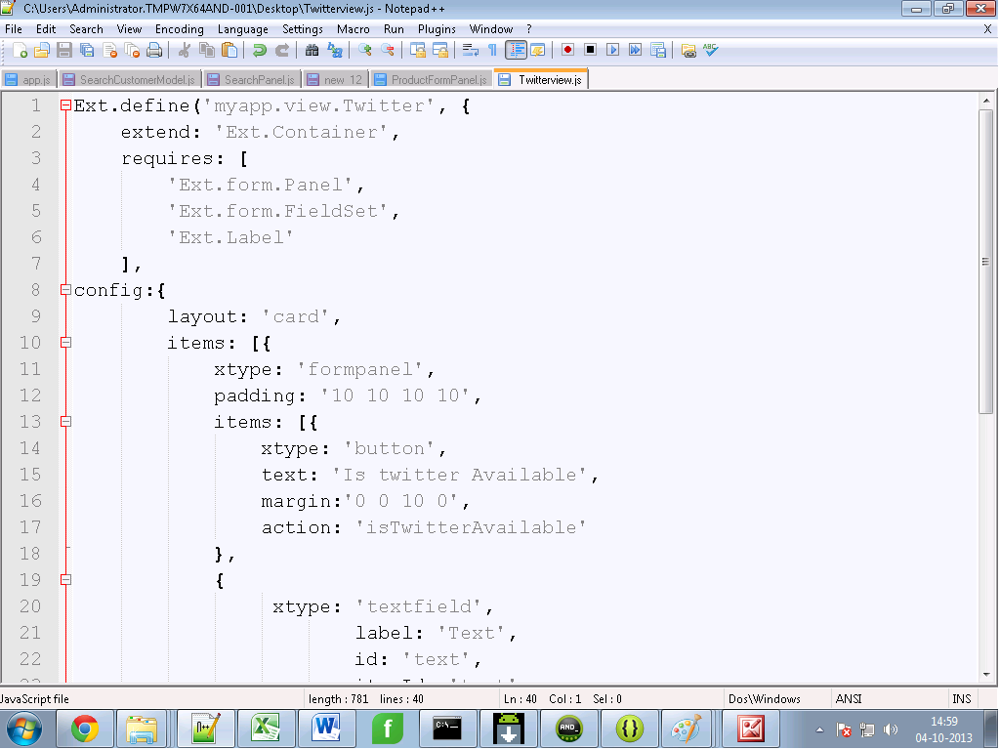 C:\Users\Administrator.TMPW7X64AND-001\Desktop\Twitterview.js - Notepad++
File Edit Search View Encoding Language Settings Macro Run Plugins Window ? X
app.js SearchCustomerModel.js SearchPanel.js new 12 ProductFormPanel.js Twitterview.js
1 Ext.define('myapp.view.Twitter', {
2 extend: 'Ext.Container',
3 requires: [
4 'Ext.form.Panel',
5 'Ext.form.FieldSet',
6 'Ext.Label'
7 ],
8 config:{
9 layout: 'card',
10 items: [{
11 xtype: 'formpanel',
12 padding: '10 10 10 10',
13 items: [{
14 xtype: 'button',
15 text: 'Is twitter Available',
16 margin:'0 0 10 0',
17 action: 'isTwitterAvailable'
18 },
19 {
20 xtype: 'textfield',
21 label: 'Text',
22 id: 'text',
JavaScript file length : 781 lines : 40 Ln : 40 Col : 1 Sel : 0 Dos\Windows ANSI INS
14:59
04-10-2013